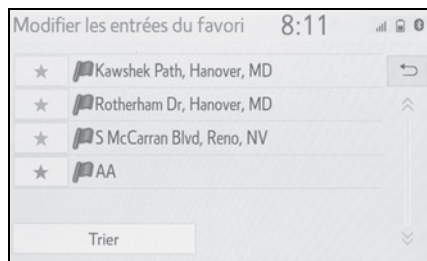 Modifier les entrées du favori 8:11
Kawshek Path, Hanover, MD
Rotherham Dr, Hanover, MD
S McCarran Blvd, Reno, NV
AA
Trier